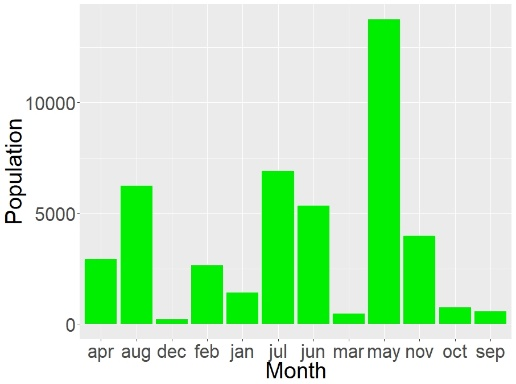 Population
10000
5000
0
apr aug dec feb jan jul jun mar may nov oct sep
Month